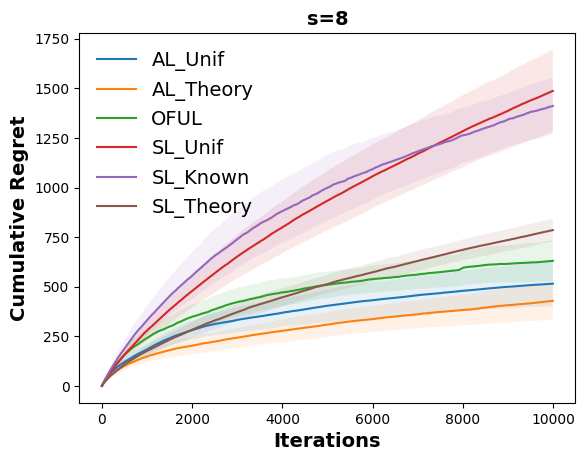 s=8
Cumulative Regret
1750
1500
1250
1000
750
500
250
0
AL_Unif
AL_Theory
OFUL
SL_Unif
SL_Known
SL_Theory
0 2000 4000 6000 8000 10000
Iterations